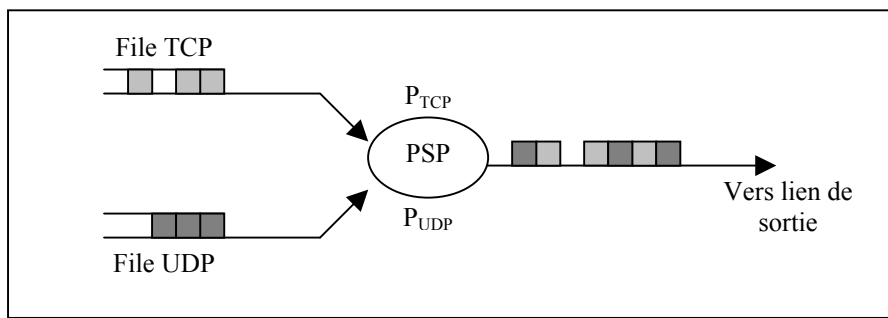 File TCP
P_TCP
PSP
P_UDP
File UDP
Vers lien de
sortie